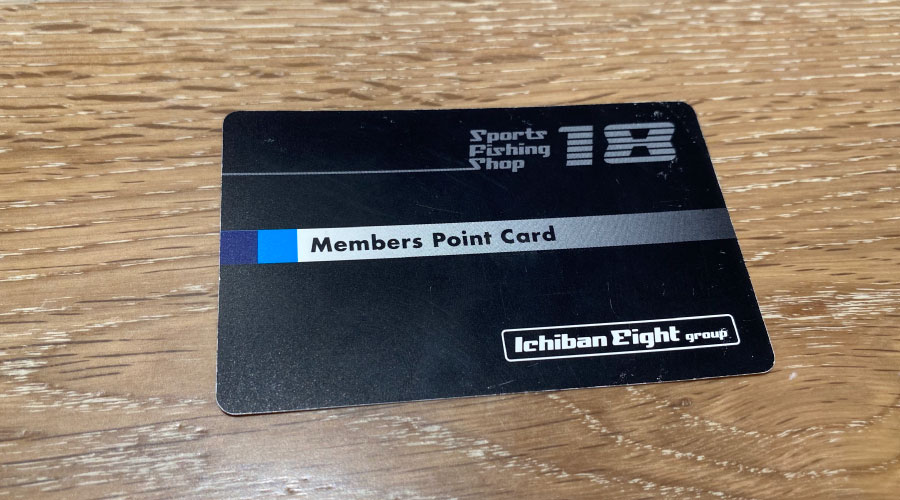 Sports
Fishing
Shop
18
Members Point Card
Ichiban Eight group